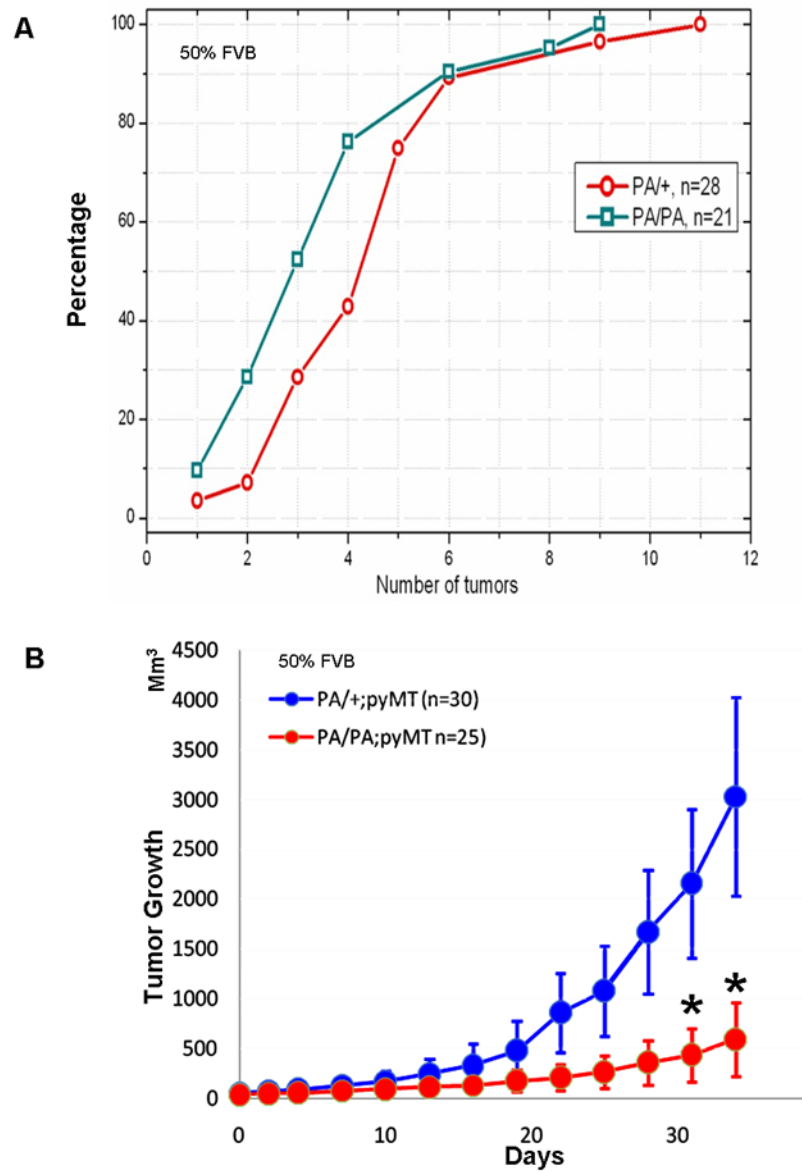 A
50% FVB
100
80
60
40
20
0
Percentage
PA/+, n=28
PA/PA, n=21
0 2 4 6 8 10 12
Number of tumors
B
Mm3
50% FVB
PA/+;pyMT (n=30)
PA/PA;pyMT n=25)
4500
4000
3500
3000
2500
2000
1500
1000
500
0
Tumor Growth
* *
0 10 20 30
Days